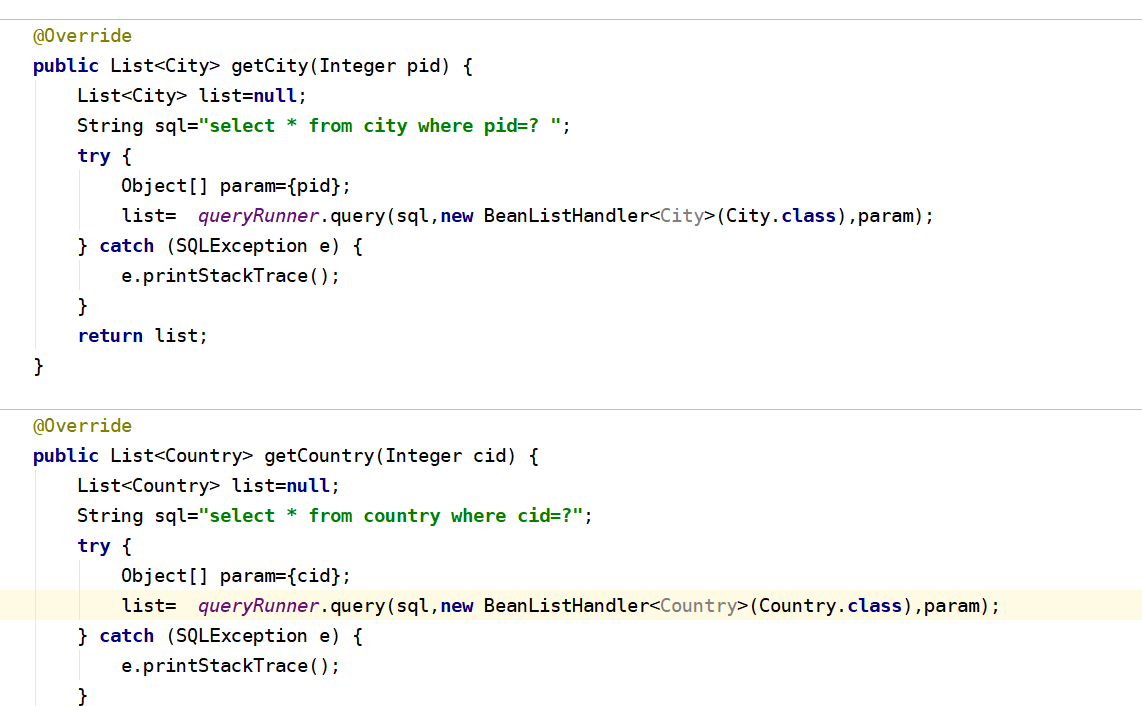 @Override
public List<City> getCity(Integer pid) {
    List<City> list=null;
    String sql="select * from city where pid=? ";
    try {
        Object[] param={pid};
        list=  queryRunner.query(sql,new BeanListHandler<City>(City.class),param);
    } catch (SQLException e) {
        e.printStackTrace();
    }
    return list;
}
@Override
public List<Country> getCountry(Integer cid) {
    List<Country> list=null;
    String sql="select * from country where cid=?";
    try {
        Object[] param={cid};
        list=  queryRunner.query(sql,new BeanListHandler<Country>(Country.class),param);
    } catch (SQLException e) {
        e.printStackTrace();
    }